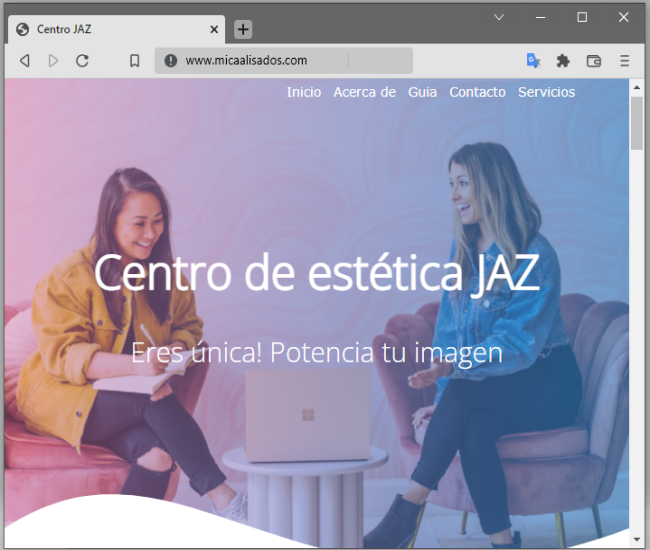 Centro JAZ
www.micaalisados.com
Inicio Acerca de Guia Contacto Servicios
Centro de estética JAZ
Eres única! Potencia tu imagen